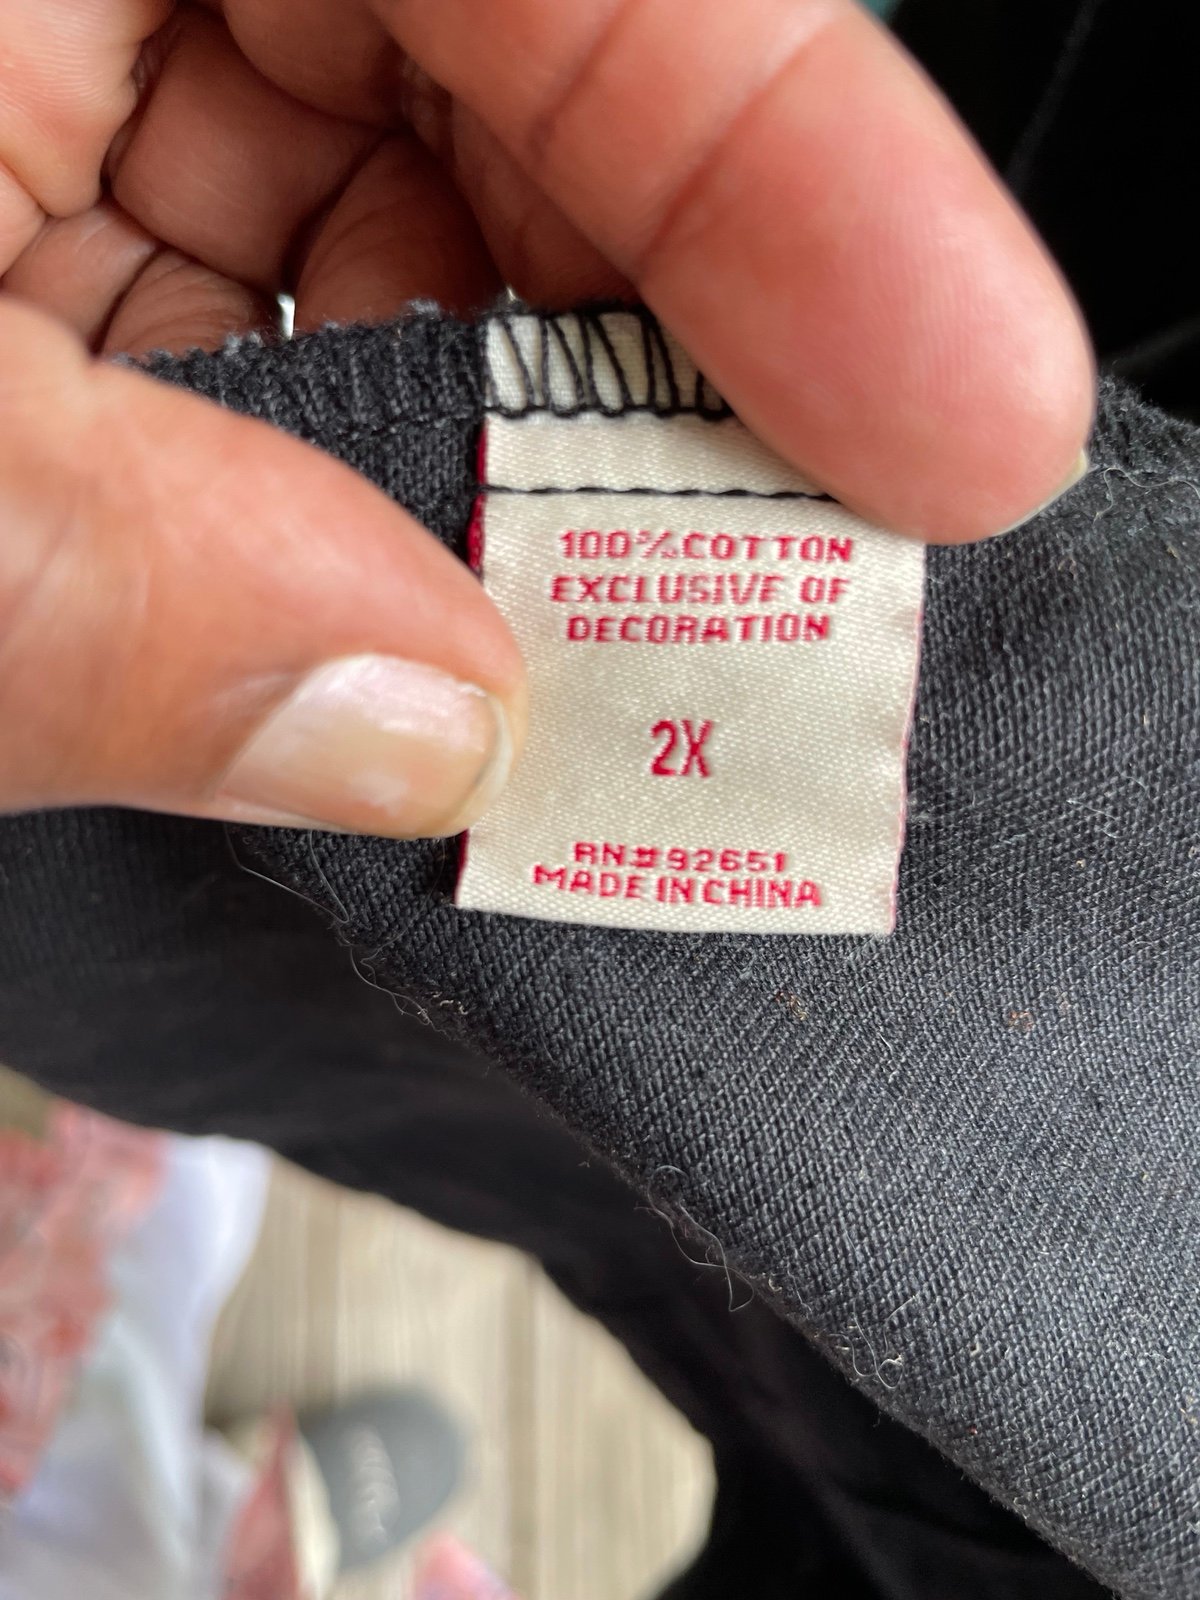 100% COTTON
EXCLUSIVE OF
DECORATION
2X
RN#92651
MADE IN CHINA